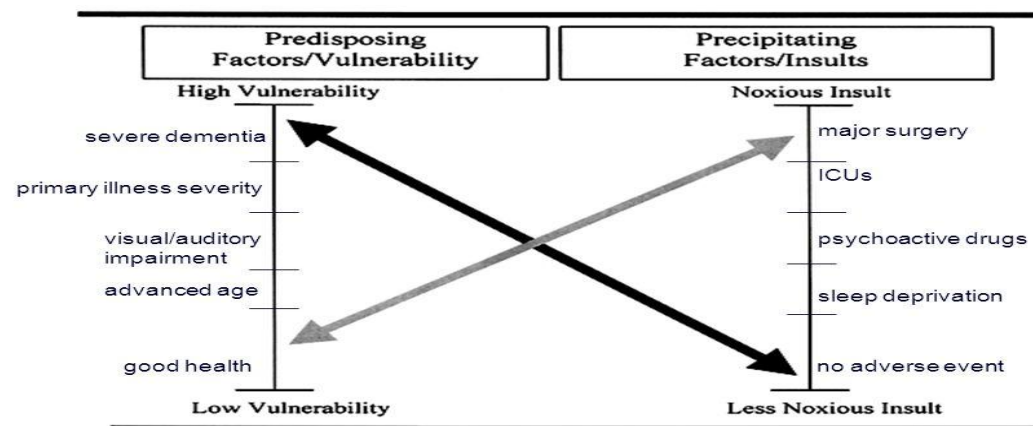 Predisposing
Factors/Vulnerability
Precipitating
Factors/Insults
High Vulnerability
Noxious Insult
severe dementia
primary illness severity
visual/auditory
impairment
advanced age
good health
major surgery
ICUs
psychoactive drugs
sleep deprivation
no adverse event
Low Vulnerability
Less Noxious Insult